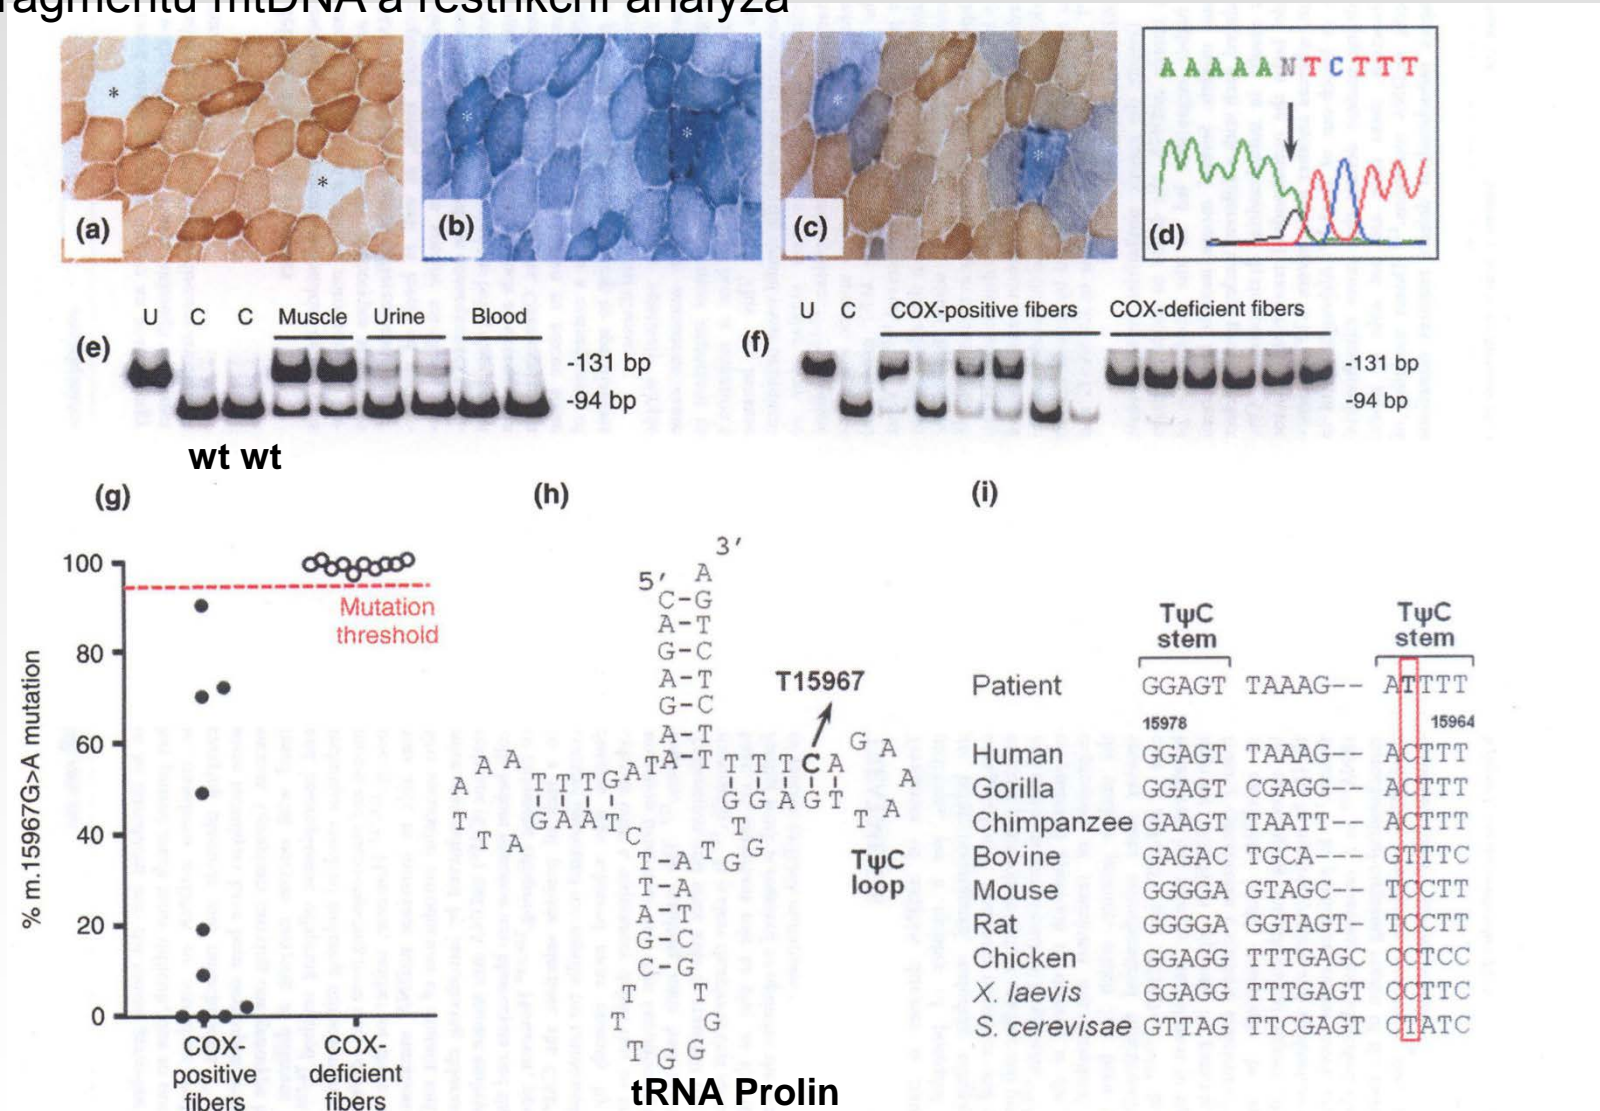 fragmentu mtDNA a restrikční analýza
* *
(a)
* *
(b)
* *
(c)
AAAAANTCTTT
(d)
(e)
U C C Muscle Urine Blood
-131 bp
-94 bp
wt wt
(f)
U C COX-positive fibers COX-deficient fibers
-131 bp
-94 bp
(g)
% m.15967G>A mutation
100
80
60
40
20
0
Mutation
threshold
COX-
positive
fibers
COX-
deficient
fibers
(h)
3′
5′
A
C-G
A-T
G-C
A-T
G-C
A-T
A-T
T15967
TψC
loop
tRNA Prolin
(i)
TψC
stem
TψC
stem
Patient GGAGT TAAAG-- ATTTT
15978 15964
Human GGAGT TAAAG-- ACTTT
Gorilla GGAGT CGAGG-- ACTTT
Chimpanzee GAAGT TAATT-- ACTTT
Bovine GAGAC TGCA--- GTTTC
Mouse GGGGA GTAGC-- TCCTT
Rat GGGGA GGTAGT- TCCTT
Chicken GGAGG TTTGAGC CCTCC
X. laevis GGAGG TTTGAGT CCTTC
S. cerevisae GTTAG TTCGAGT CTATC